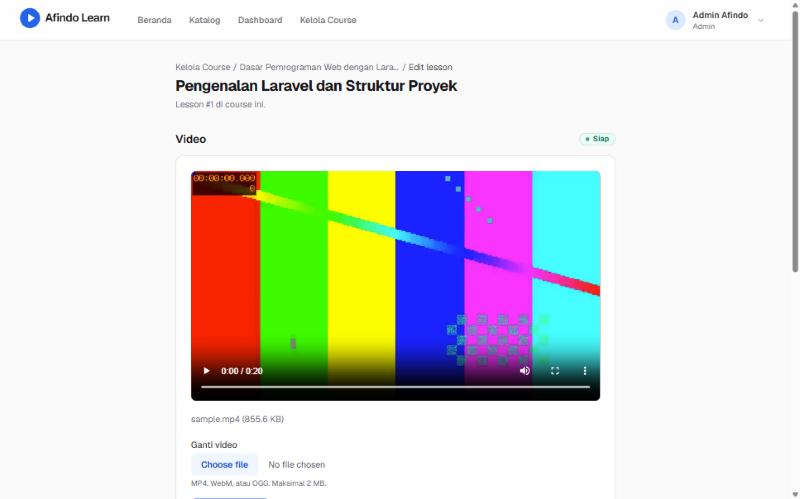 Afindo Learn
Beranda
Katalog
Dashboard
Kelola Course
A
Admin Afindo
Admin
Kelola Course / Dasar Pemrograman Web dengan Lara... / Edit lesson
Pengenalan Laravel dan Struktur Proyek
Lesson #1 di course ini.
Video
Siap
00:00:00.000
0
0:00 / 0:20
sample.mp4 (855.6 KB)
Ganti video
Choose file
No file chosen
MP4, WebM, atau OGG. Maksimal 2 MB.